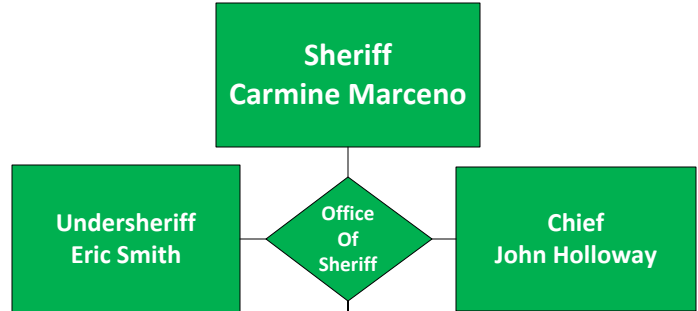 Sheriff
Carmine Marceno
Undersheriff
Eric Smith
Office
Of
Sheriff
Chief
John Holloway